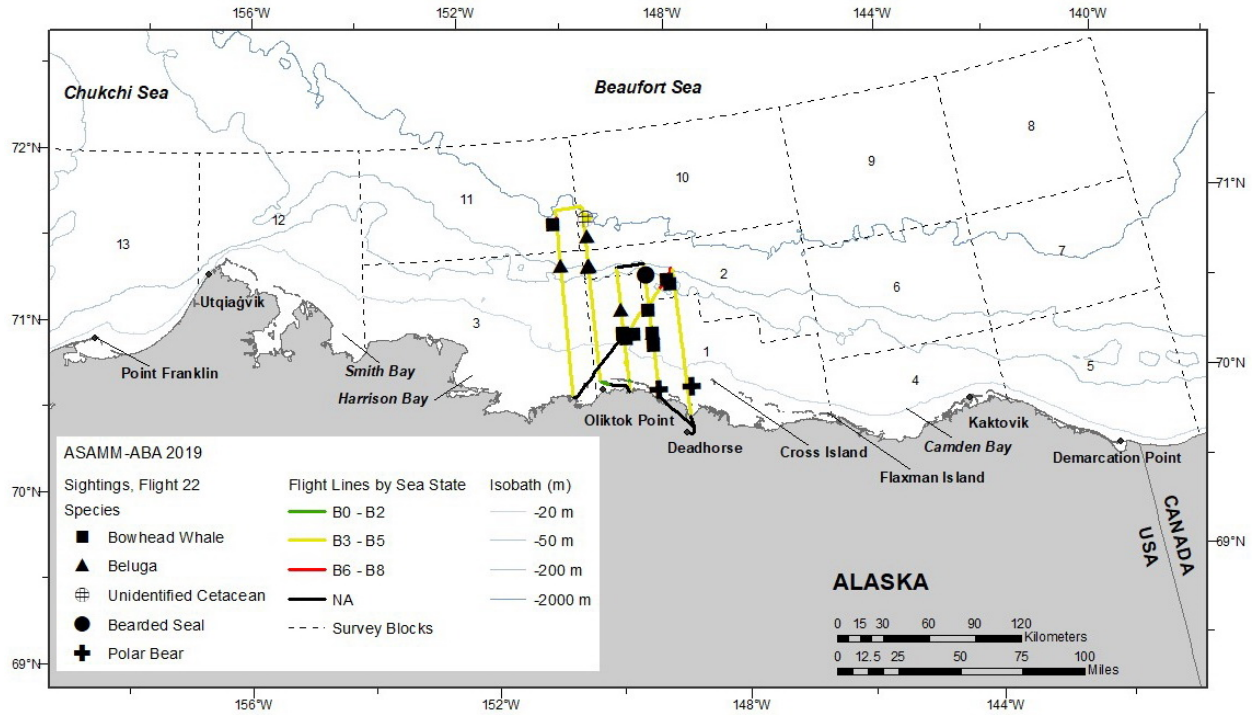 156°W 152°W 148°W 144°W 140°W
Chukchi Sea
Beaufort Sea
8
9
72°N
10
71°N
11
12
13
7
2
6
Utqiaġvik
71°N
3
1
70°N
Point Franklin
Smith Bay
5
4
Harrison Bay
Oliktok Point
Kaktovik
Deadhorse
Cross Island
Camden Bay
Demarcation Point
Flaxman Island
ASAMM-ABA 2019
Sightings, Flight 22
Species
Bowhead Whale
Beluga
Unidentified Cetacean
Bearded Seal
Polar Bear
Flight Lines by Sea State
B0 - B2
B3 - B5
B6 - B8
NA
Survey Blocks
Isobath (m)
-20 m
-50 m
-200 m
-2000 m
70°N
CANADA
USA
69°N
ALASKA
0 15 30 60 90 120
Kilometers
0 12.5 25 50 75 100
Miles
69°N
156°W 152°W 148°W 144°W